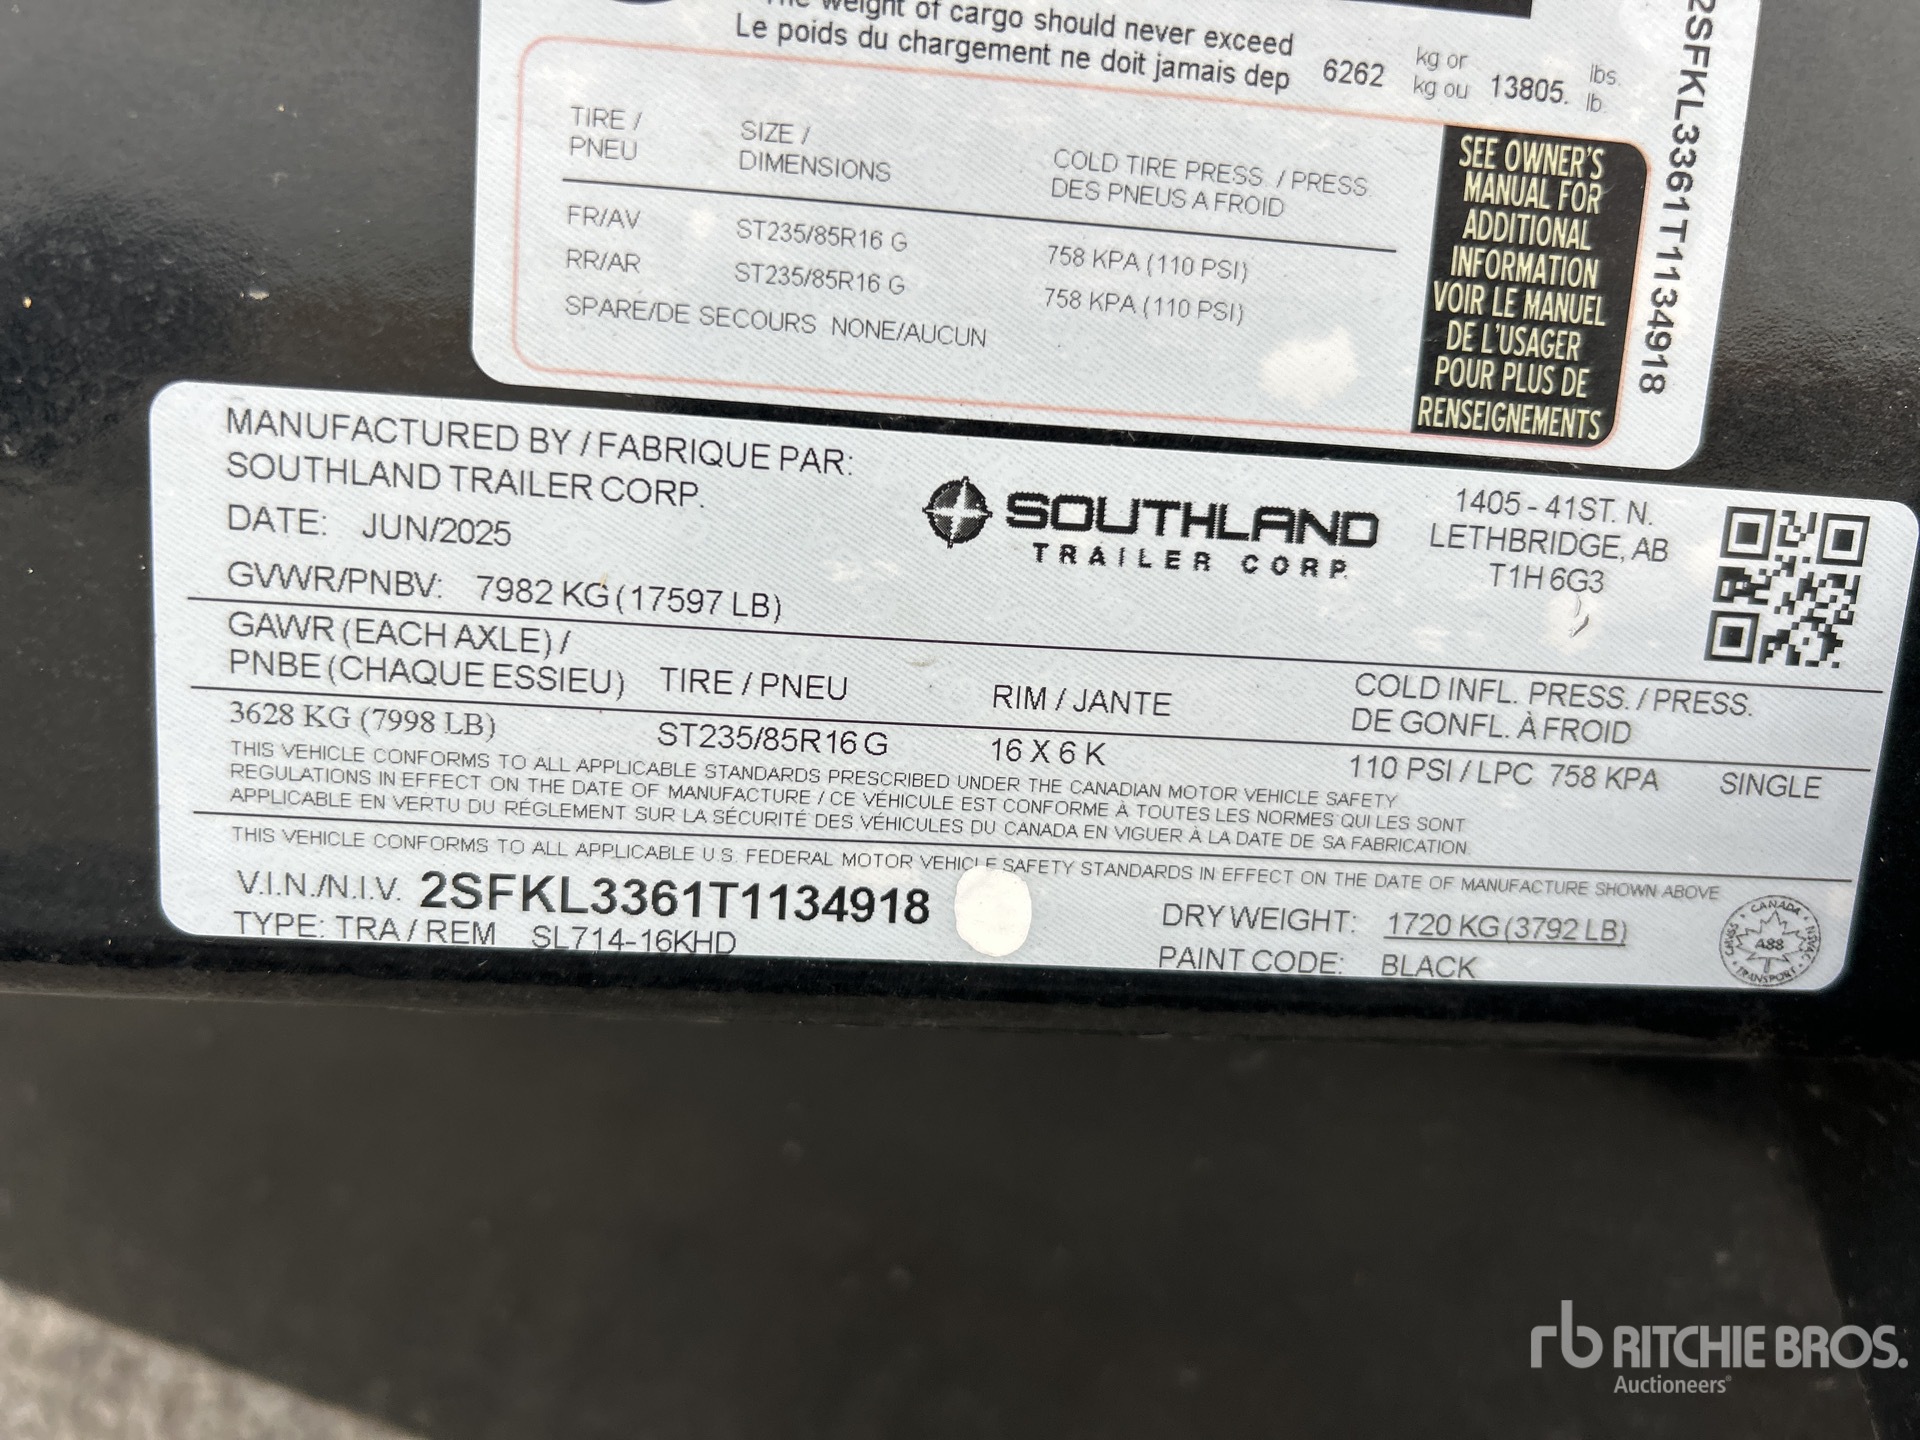 The weight of cargo should never exceed
Le poids du chargement ne doit jamais dep
6262 kg or 13805. lbs.
kg ou lb.
TIRE / SIZE / COLD TIRE PRESS. / PRESS.
PNEU DIMENSIONS DES PNEUS A FROID
FR/AV ST235/85R16 G 758 KPA (110 PSI)
RR/AR ST235/85R16 G 758 KPA (110 PSI)
SPARE/DE SECOURS NONE/AUCUN
SEE OWNER'S
MANUAL FOR
ADDITIONAL
INFORMATION
VOIR LE MANUEL
DE L'USAGER
POUR PLUS DE
RENSEIGNEMENTS
2SFKL3361T1134918
MANUFACTURED BY / FABRIQUE PAR:
SOUTHLAND TRAILER CORP.
DATE: JUN/2025
GVWR/PNBV: 7982 KG (17597 LB)
SOUTHLAND
TRAILER CORP.
1405 - 41ST. N.
LETHBRIDGE, AB
T1H 6G3
GAWR (EACH AXLE) /
PNBE (CHAQUE ESSIEU) TIRE / PNEU RIM / JANTE COLD INFL. PRESS. / PRESS.
DE GONFL. À FROID
3628 KG (7998 LB) ST235/85R16 G 16 X 6 K 110 PSI / LPC 758 KPA SINGLE
THIS VEHICLE CONFORMS TO ALL APPLICABLE STANDARDS PRESCRIBED UNDER THE CANADIAN MOTOR VEHICLE SAFETY
REGULATIONS IN EFFECT ON THE DATE OF MANUFACTURE / CE VÉHICULE EST CONFORME À TOUTES LES NORMES QUI LES SONT
APPLICABLE EN VERTU DU RÉGLEMENT SUR LA SÉCURITÉ DES VÉHICULES DU CANADA EN VIGUER À LA DATE DE SA FABRICATION.
THIS VEHICLE CONFORMS TO ALL APPLICABLE U.S. FEDERAL MOTOR VEHICLE SAFETY STANDARDS IN EFFECT ON THE DATE OF MANUFACTURE SHOWN ABOVE
V.I.N./N.I.V. 2SFKL3361T1134918
TYPE: TRA / REM SL714-16KHD
DRY WEIGHT: 1720 KG (3792 LB)
PAINT CODE: BLACK
CANADA
A88
TRANSPORT
rb RITCHIE BROS.
Auctioneers